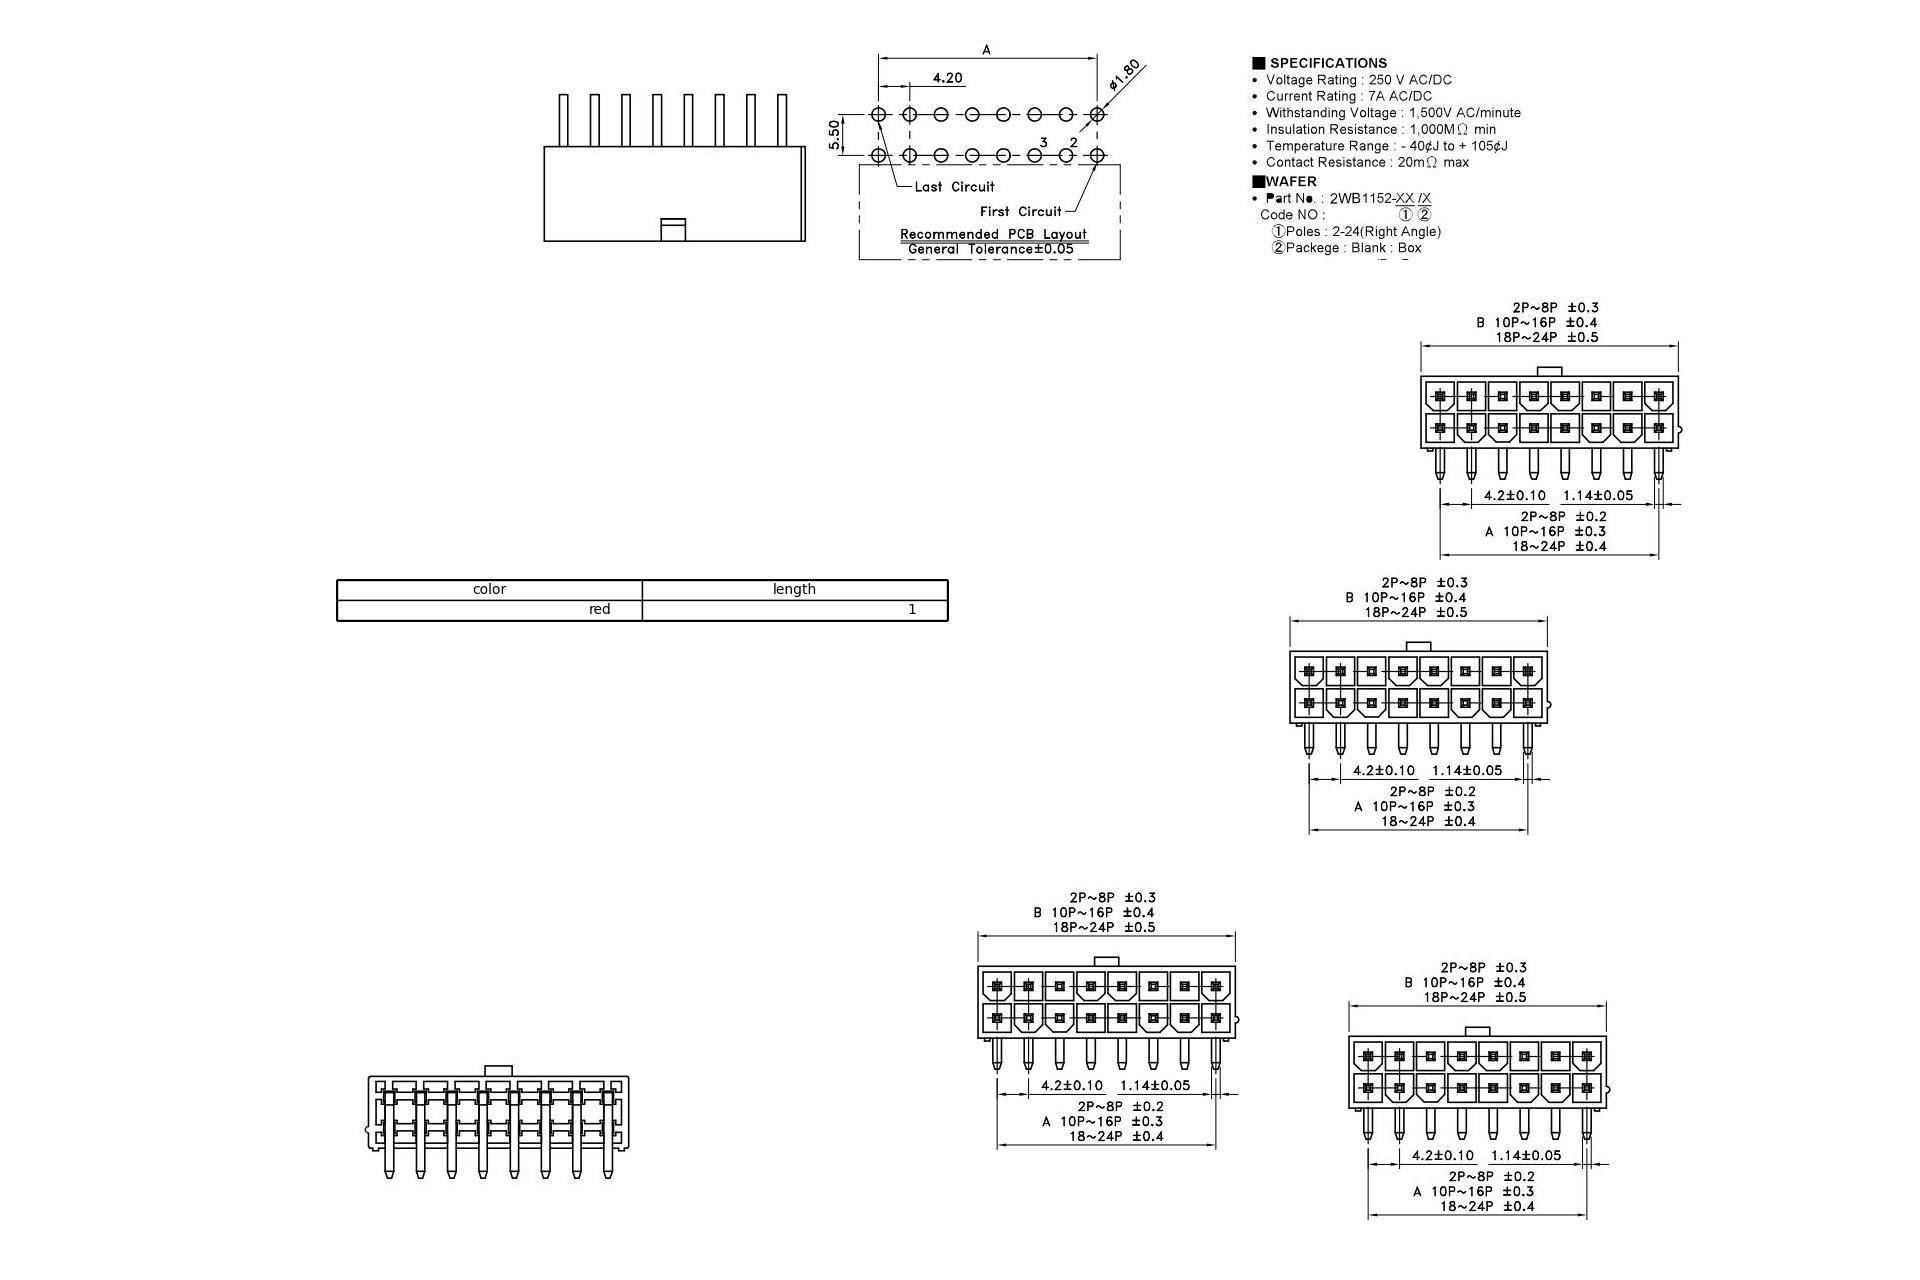 A
4.20
ø1.80
5.50
3 2
Last Circuit
First Circuit
Recommended PCB Layout
General Tolerance±0.05
■ SPECIFICATIONS
• Voltage Rating : 250 V AC/DC
• Current Rating : 7A AC/DC
• Withstanding Voltage : 1,500V AC/minute
• Insulation Resistance : 1,000MΩ min
• Temperature Range : - 40¢J to + 105¢J
• Contact Resistance : 20mΩ max
■WAFER
• Part No. : 2WB1152-XX /X
Code NO : ① ②
①Poles : 2-24(Right Angle)
②Packege : Blank : Box
2P~8P ±0.3
B 10P~16P ±0.4
18P~24P ±0.5
4.2±0.10 1.14±0.05
2P~8P ±0.2
A 10P~16P ±0.3
18~24P ±0.4
color length
red 1
2P~8P ±0.3
B 10P~16P ±0.4
18P~24P ±0.5
4.2±0.10 1.14±0.05
2P~8P ±0.2
A 10P~16P ±0.3
18~24P ±0.4
2P~8P ±0.3
B 10P~16P ±0.4
18P~24P ±0.5
4.2±0.10 1.14±0.05
2P~8P ±0.2
A 10P~16P ±0.3
18~24P ±0.4
2P~8P ±0.3
B 10P~16P ±0.4
18P~24P ±0.5
4.2±0.10 1.14±0.05
2P~8P ±0.2
A 10P~16P ±0.3
18~24P ±0.4